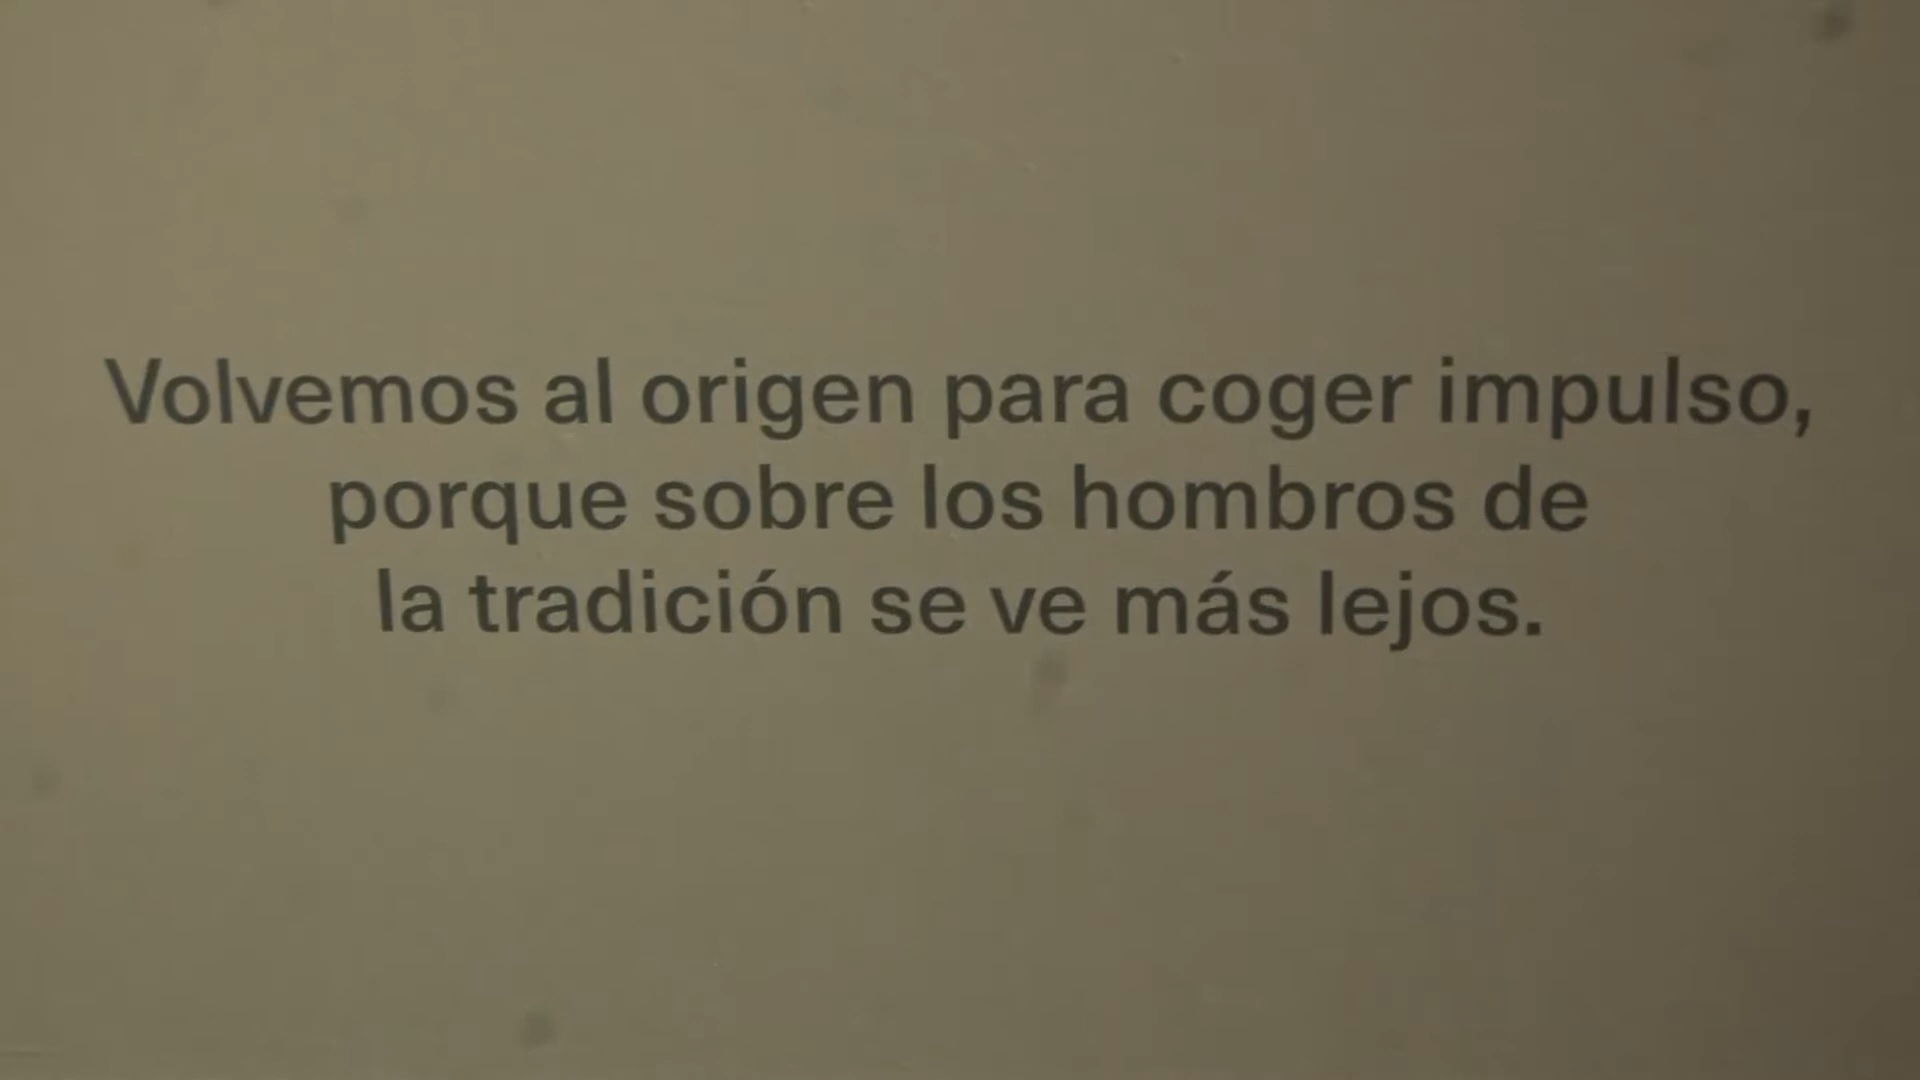 Volvemos al origen para coger impulso,
porque sobre los hombros de
la tradición se ve más lejos.